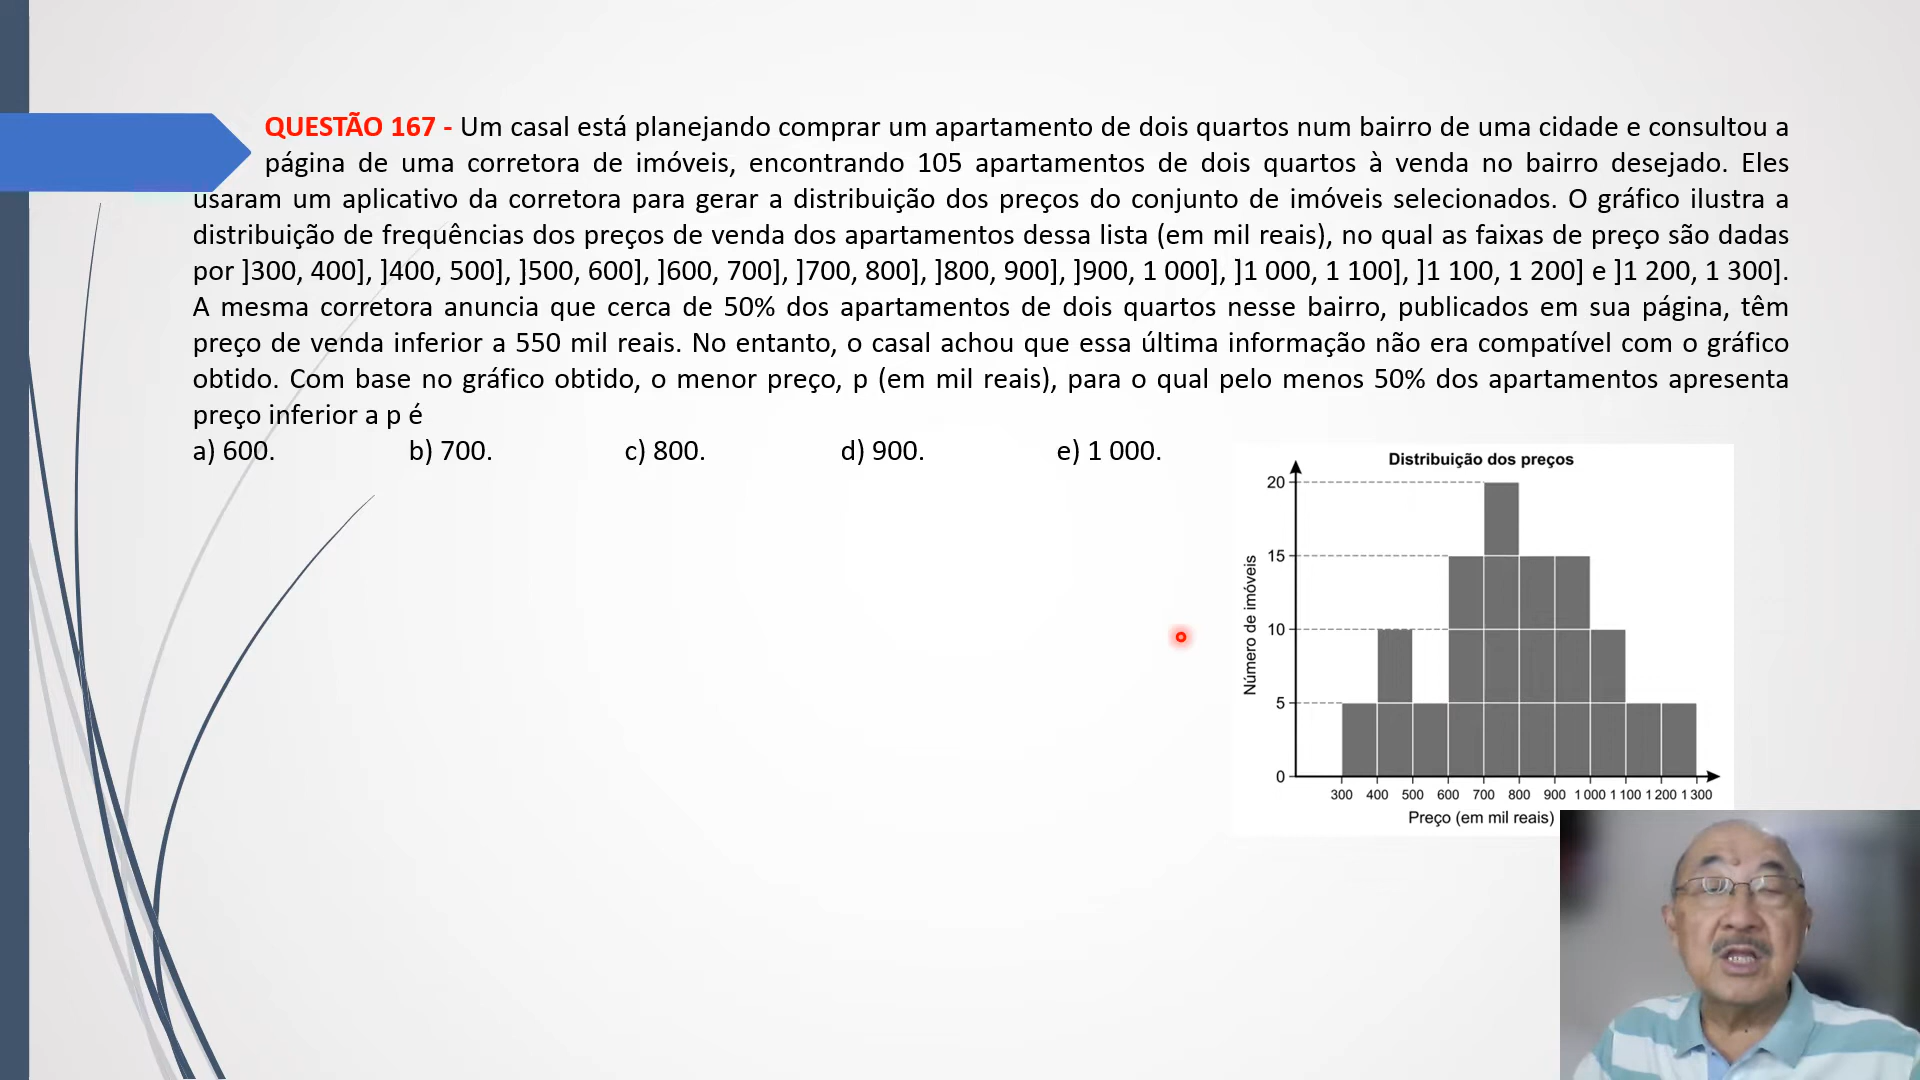 QUESTÃO 167 - Um casal está planejando comprar um apartamento de dois quartos num bairro de uma cidade e consultou a
página de uma corretora de imóveis, encontrando 105 apartamentos de dois quartos à venda no bairro desejado. Eles
usaram um aplicativo da corretora para gerar a distribuição dos preços do conjunto de imóveis selecionados. O gráfico ilustra a
distribuição de frequências dos preços de venda dos apartamentos dessa lista (em mil reais), no qual as faixas de preço são dadas
por ]300, 400], ]400, 500], ]500, 600], ]600, 700], ]700, 800], ]800, 900], ]900, 1 000], ]1 000, 1 100], ]1 100, 1 200] e ]1 200, 1 300].
A mesma corretora anuncia que cerca de 50% dos apartamentos de dois quartos nesse bairro, publicados em sua página, têm
preço de venda inferior a 550 mil reais. No entanto, o casal achou que essa última informação não era compatível com o gráfico
obtido. Com base no gráfico obtido, o menor preço, p (em mil reais), para o qual pelo menos 50% dos apartamentos apresenta
preço inferior a p é
a) 600. b) 700. c) 800. d) 900. e) 1 000.
Distribuição dos preços
Número de imóveis
20
15
10
5
0
300 400 500 600 700 800 900 1 000 1 100 1 200 1 300
Preço (em mil reais)